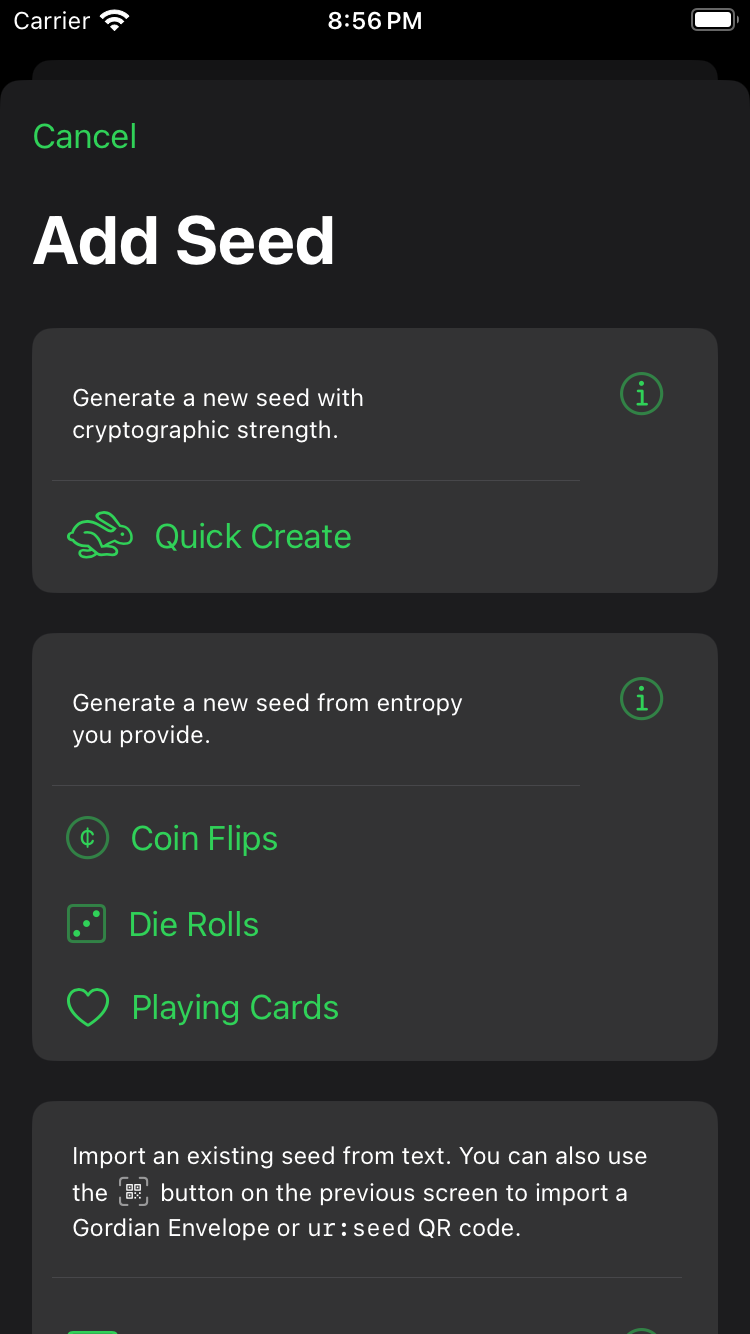 Carrier 8:56 PM
Cancel
Add Seed
Generate a new seed with
cryptographic strength.
Quick Create
Generate a new seed from entropy
you provide.
¢ Coin Flips
Die Rolls
Playing Cards
Import an existing seed from text. You can also use
the button on the previous screen to import a
Gordian Envelope or ur:seed QR code.